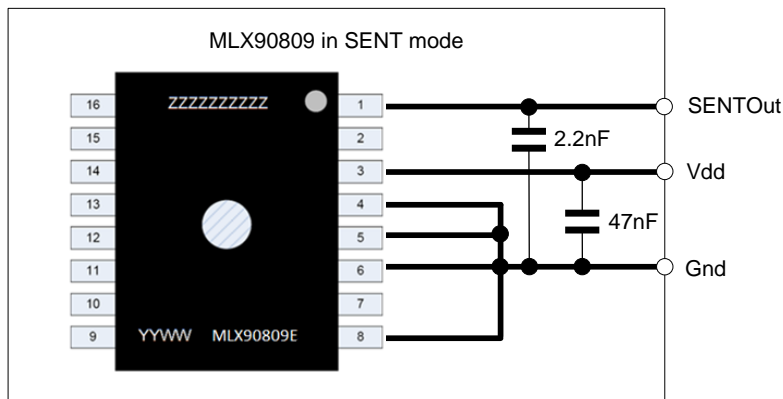 MLX90809 in SENT mode
16 ZZZZZZZZZZ 1 SENTOut
15 2 2.2nF
14 3 Vdd
13 4
12 5 47nF
11 6 Gnd
10 7
9 YYWW MLX90809E 8